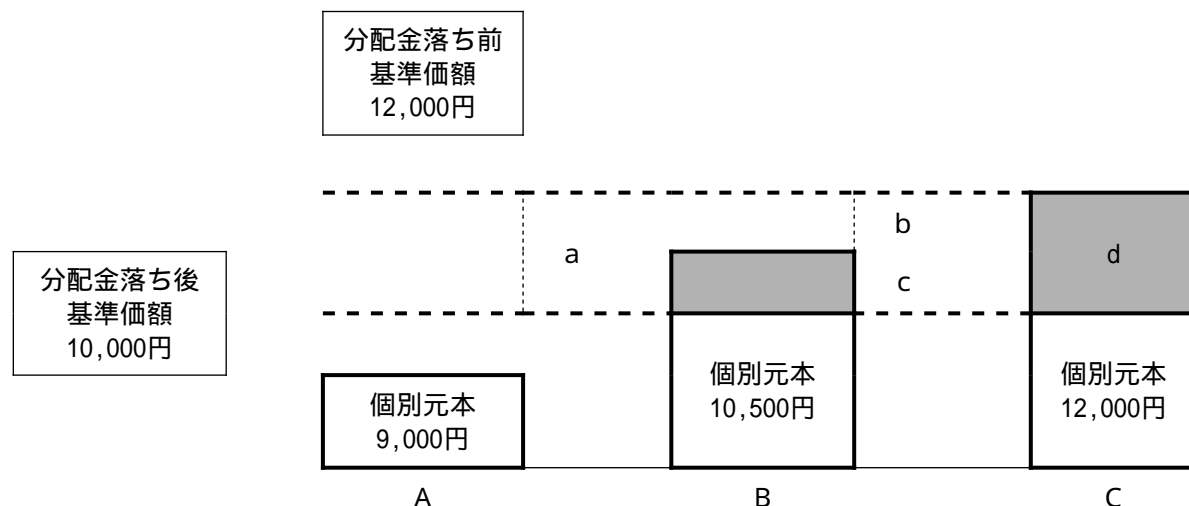 分配金落ち前
基準価額
12,000円
a
b
c
d
分配金落ち後
基準価額
10,000円
個別元本
9,000円
個別元本
10,500円
個別元本
12,000円
A
B
C